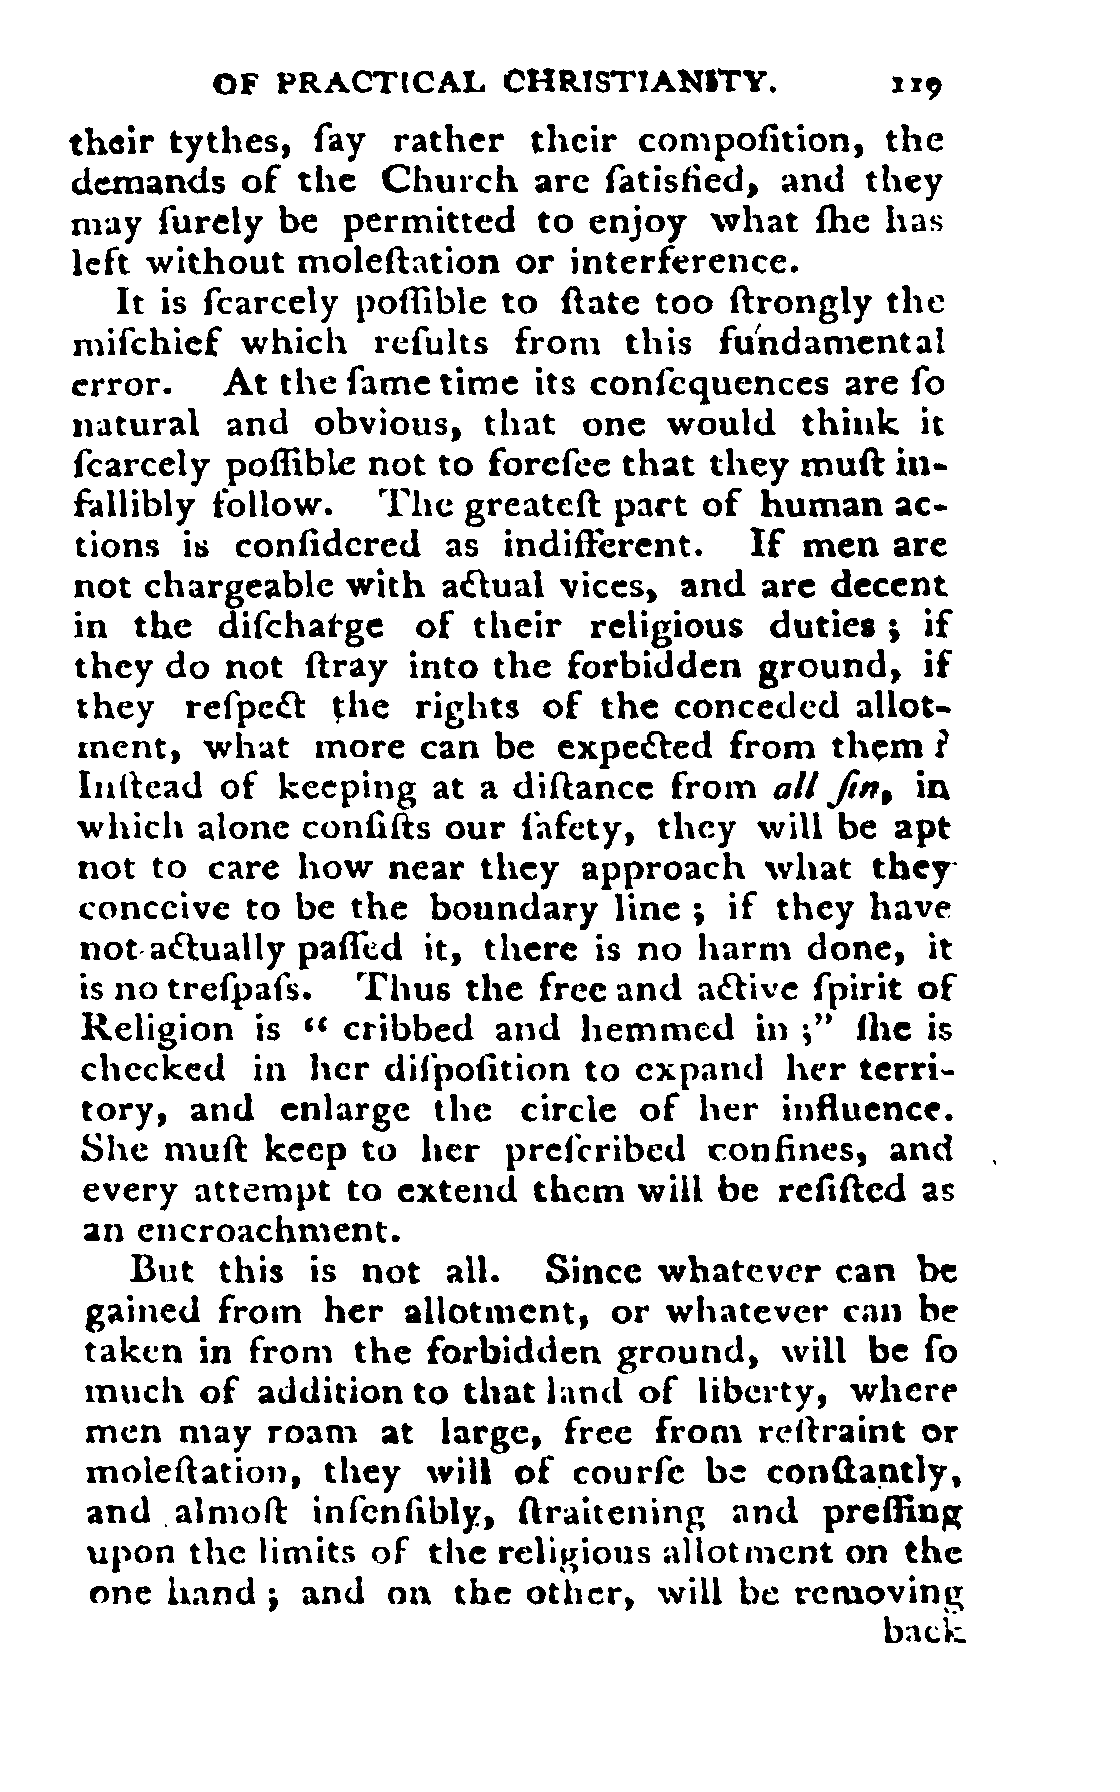 OF PRACTICAL CHRISTIANITY. 119
their tythes, ſay rather their compoſition, the
demands of the Church are ſatisfied, and they
may ſurely be permitted to enjoy what ſhe has
left without moleſtation or interference.
It is ſcarcely poſſible to ſtate too ſtrongly the
miſchief which reſults from this fundamental
error. At the ſame time its conſequences are ſo
natural and obvious, that one would think it
ſcarcely poſſible not to foreſee that they muſt in-
fallibly follow. The greateſt part of human ac-
tions is conſidered as indifferent. If men are
not chargeable with actual vices, and are decent
in the diſcharge of their religious duties; if
they do not ſtray into the forbidden ground, if
they reſpect the rights of the conceded allot-
ment, what more can be expected from them?
Inſtead of keeping at a diſtance from all ſin, in
which alone conſiſts our ſafety, they will be apt
not to care how near they approach what they
conceive to be the boundary line; if they have
not actually paſſed it, there is no harm done, it
is no treſpaſs. Thus the free and active ſpirit of
Religion is "cribbed and hemmed in;" ſhe is
checked in her diſpoſition to expand her terri-
tory, and enlarge the circle of her influence.
She muſt keep to her preſcribed confines, and
every attempt to extend them will be reſiſted as
an encroachment.
But this is not all. Since whatever can be
gained from her allotment, or whatever can be
taken in from the forbidden ground, will be ſo
much of addition to that land of liberty, where
men may roam at large, free from reſtraint or
moleſtation, they will of courſe be conſtantly,
and almoſt inſenſibly, ſtraitening and preſſing
upon the limits of the religious allotment on the
one hand; and on the other, will be removing
back